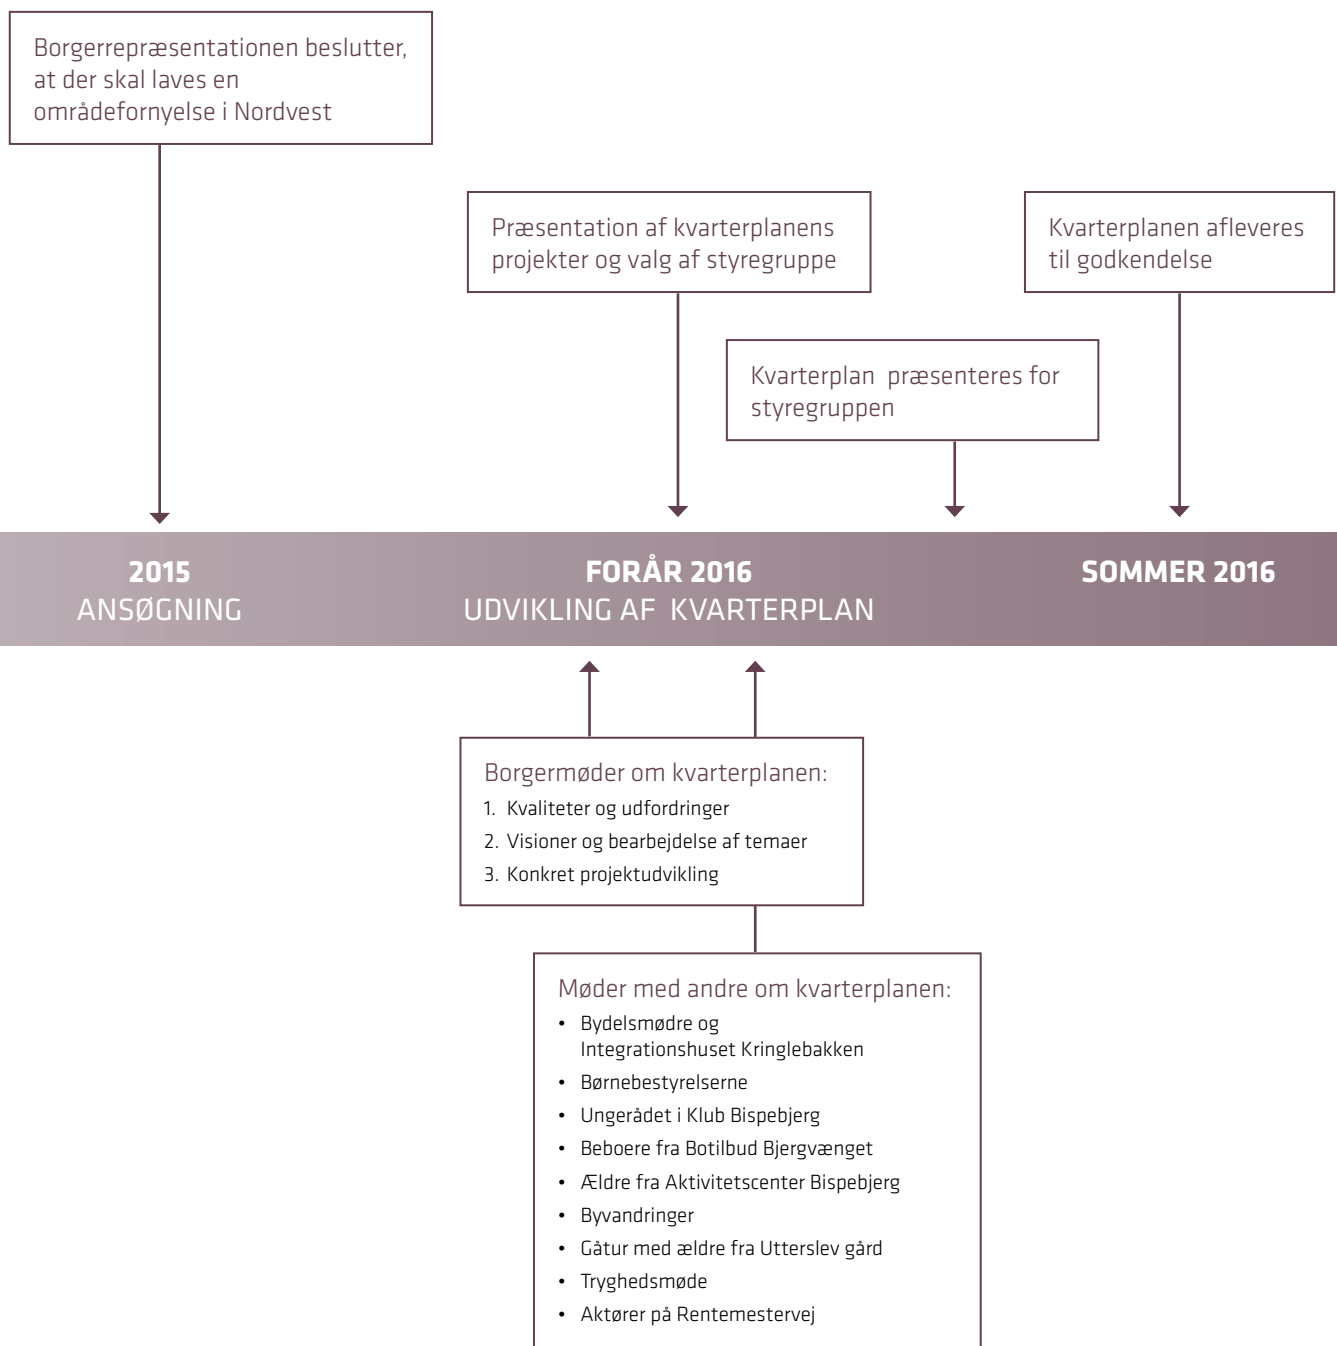 Borgerrepræsentationen beslutter,
at der skal laves en
områdefornyelse i Nordvest
Præsentation af kvarterplanens
projekter og valg af styregruppe
Kvarterplanen afleveres
til godkendelse
Kvarterplan præsenteres for
styregruppen
2015
ANSØGNING
FORÅR 2016
UDVIKLING AF KVARTERPLAN
SOMMER 2016
Borgermøder om kvarterplanen:
1. Kvaliteter og udfordringer
2. Visioner og bearbejdelse af temaer
3. Konkret projektudvikling
Møder med andre om kvarterplanen:
• Bydelsmødre og
Integrationshuset Kringlebakken
• Børnebestyrelserne
• Ungerådet i Klub Bispebjerg
• Beboere fra Botilbud Bjergvænget
• Ældre fra Aktivitetscenter Bispebjerg
• Byvandringer
• Gåtur med ældre fra Utterslev gård
• Tryghedsmøde
• Aktører på Rentemestervej